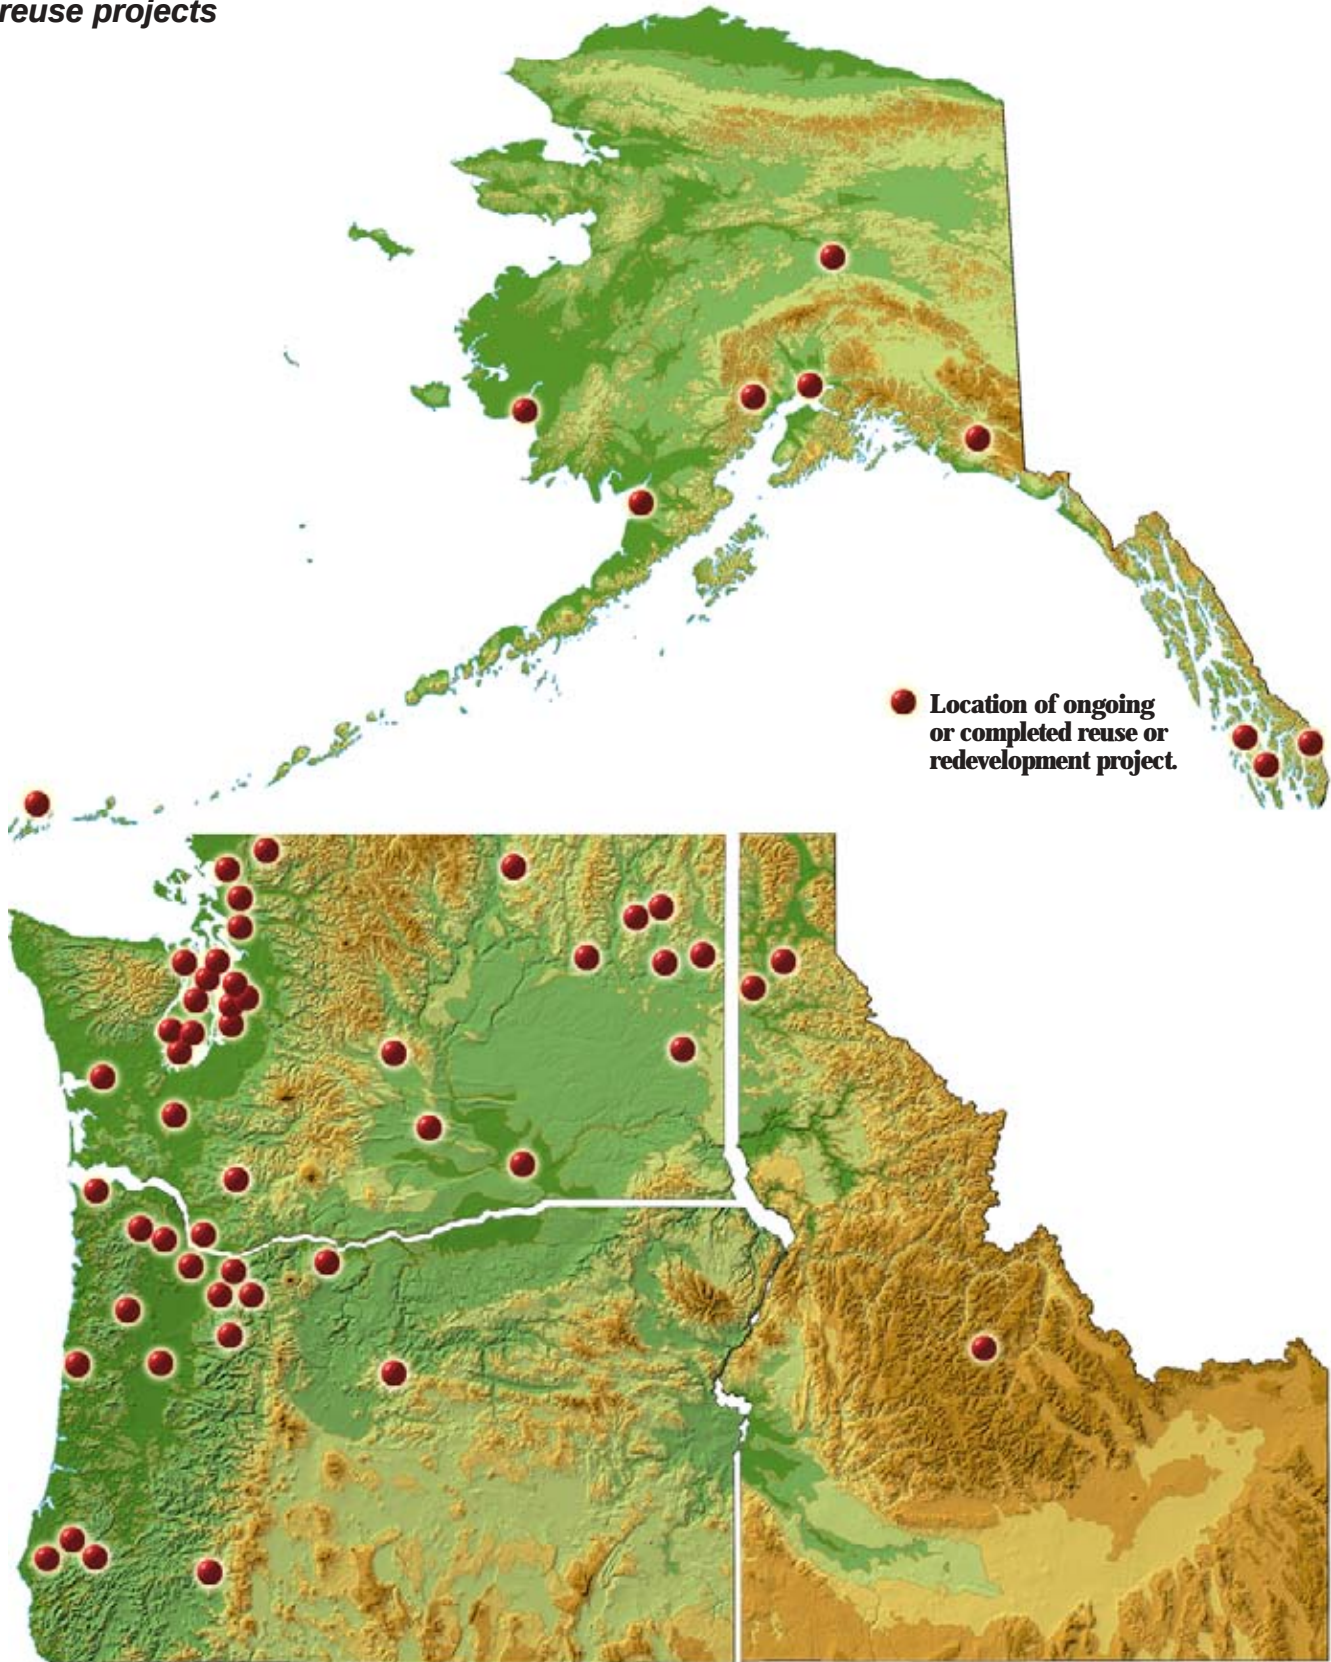 reuse projects
Location of ongoing
or completed reuse or
redevelopment project.